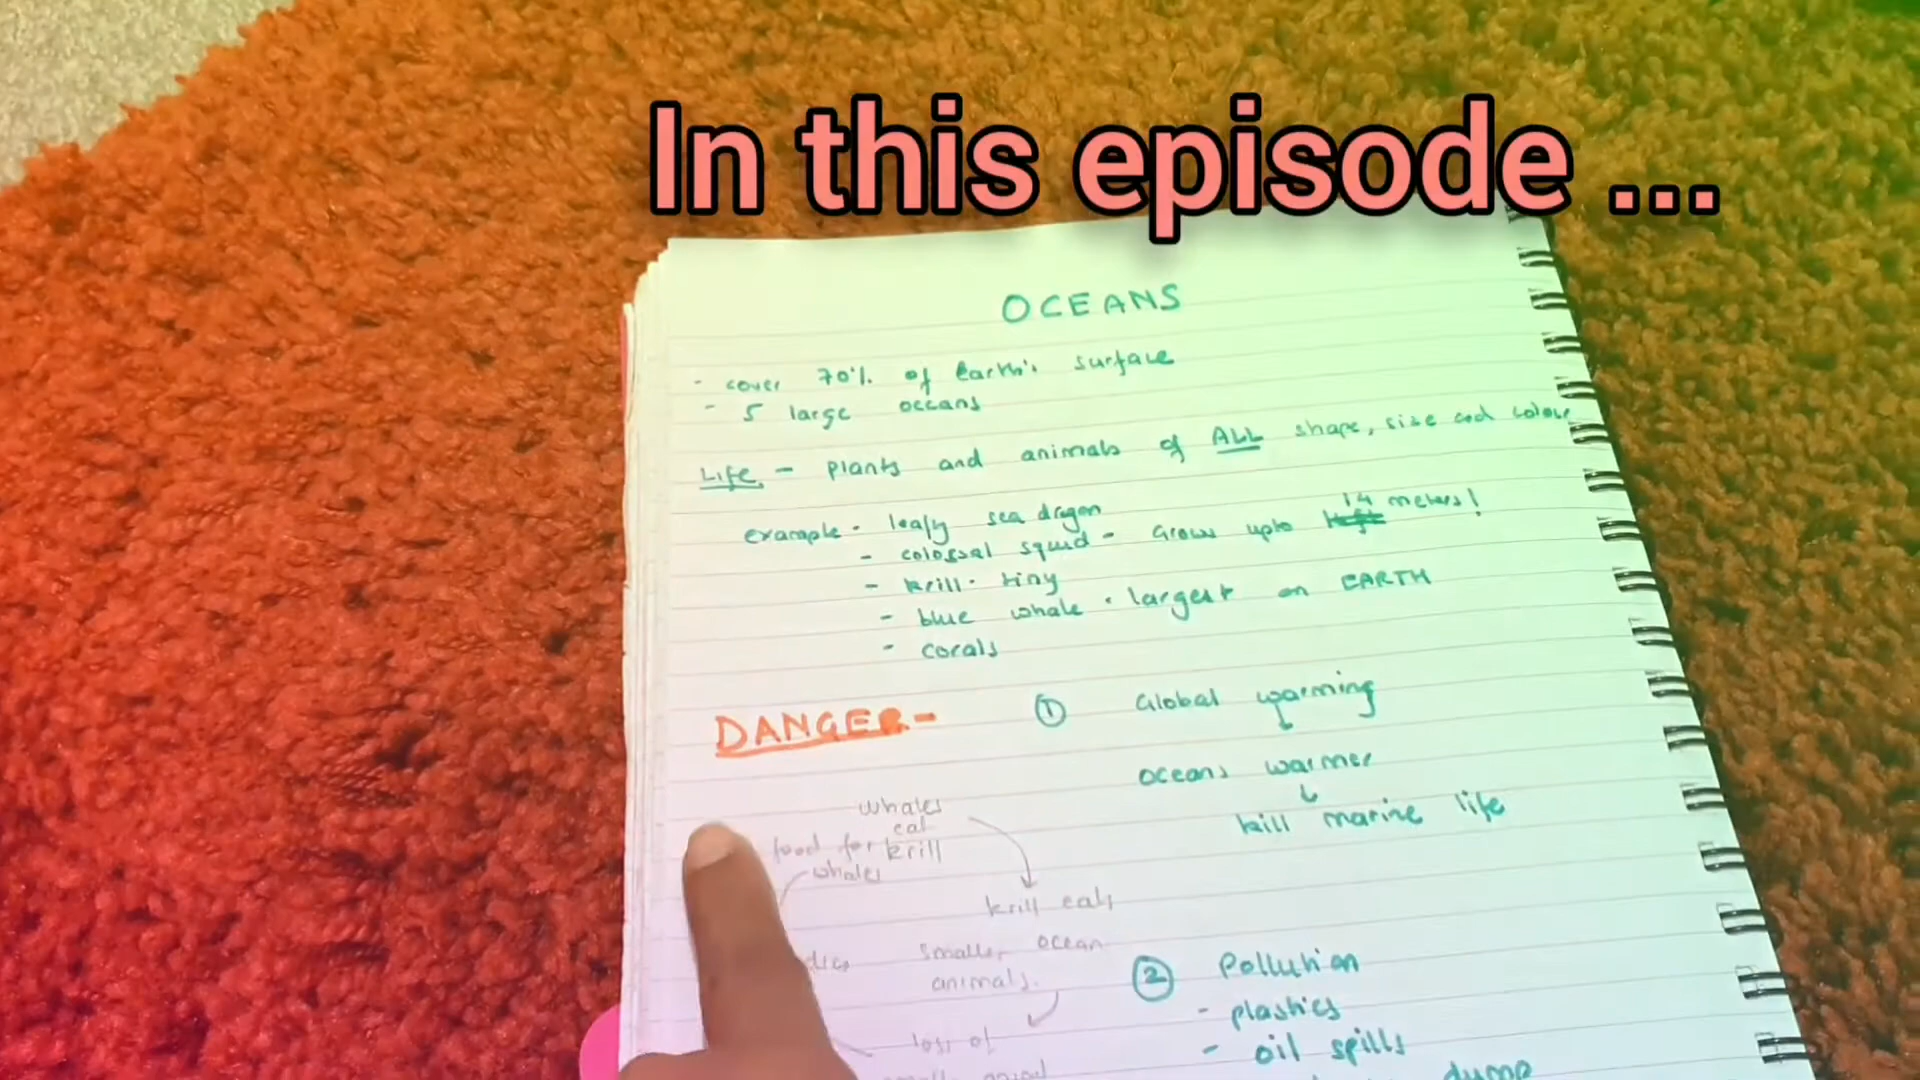 In this episode ...
OCEANS
- cover 70% of Earth's surface
- 5 large oceans
Life - plants and animals of ALL shape, size and colour
example - leafy sea dragon
- colossal squid - Grows upto 14 meters!
- krill - tiny
- blue whale - largest on EARTH
- corals
DANGER - ① Global warming
oceans warmer
kill marine life
whales
eat
krill
food for
whales
krill eats
smaller ocean
animals.
loss of
② Pollution
- plastics
- oil spills
dump